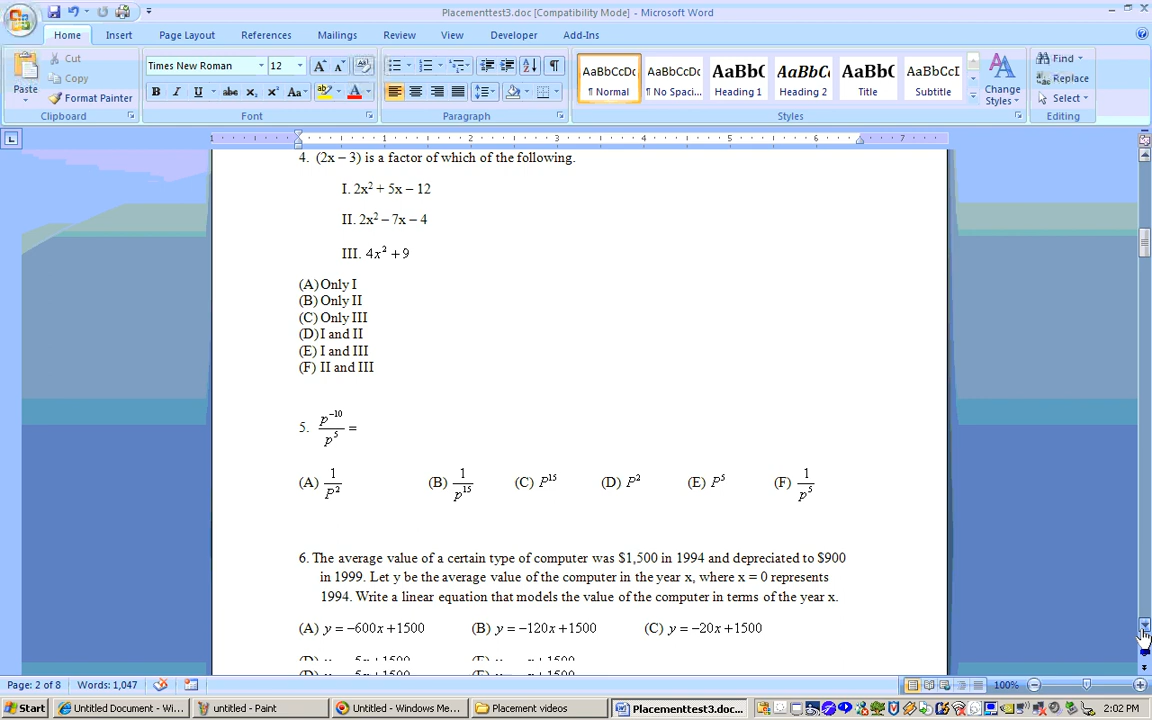 Placementtest3.doc [Compatibility Mode] - Microsoft Word
Home Insert Page Layout References Mailings Review View Developer Add-Ins
Paste
Cut
Copy
Format Painter
Clipboard
Times New Roman 12
Font
Paragraph
AaBbCcDc AaBbCcDc AaBbC AaBbCc AaBbC AaBbCcI
¶ Normal ¶ No Spaci... Heading 1 Heading 2 Title Subtitle
Change Styles
Styles
Find
Replace
Select
Editing
4. (2x – 3) is a factor of which of the following.
I. 2x² + 5x – 12
II. 2x² – 7x – 4
III. 4x² + 9
(A) Only I
(B) Only II
(C) Only III
(D) I and II
(E) I and III
(F) II and III
5. p⁻¹⁰/p⁵ =
(A) 1/P² (B) 1/p¹⁵ (C) P¹⁵ (D) P² (E) P⁵ (F) 1/p⁵
6. The average value of a certain type of computer was $1,500 in 1994 and depreciated to $900
in 1999. Let y be the average value of the computer in the year x, where x = 0 represents
1994. Write a linear equation that models the value of the computer in terms of the year x.
(A) y = –600x + 1500 (B) y = –120x + 1500 (C) y = –20x + 1500
Page: 2 of 8 Words: 1,047 100%
Start Untitled Document - Wi... untitled - Paint Untitled - Windows Me... Placement videos Placementtest3.doc... 2:02 PM